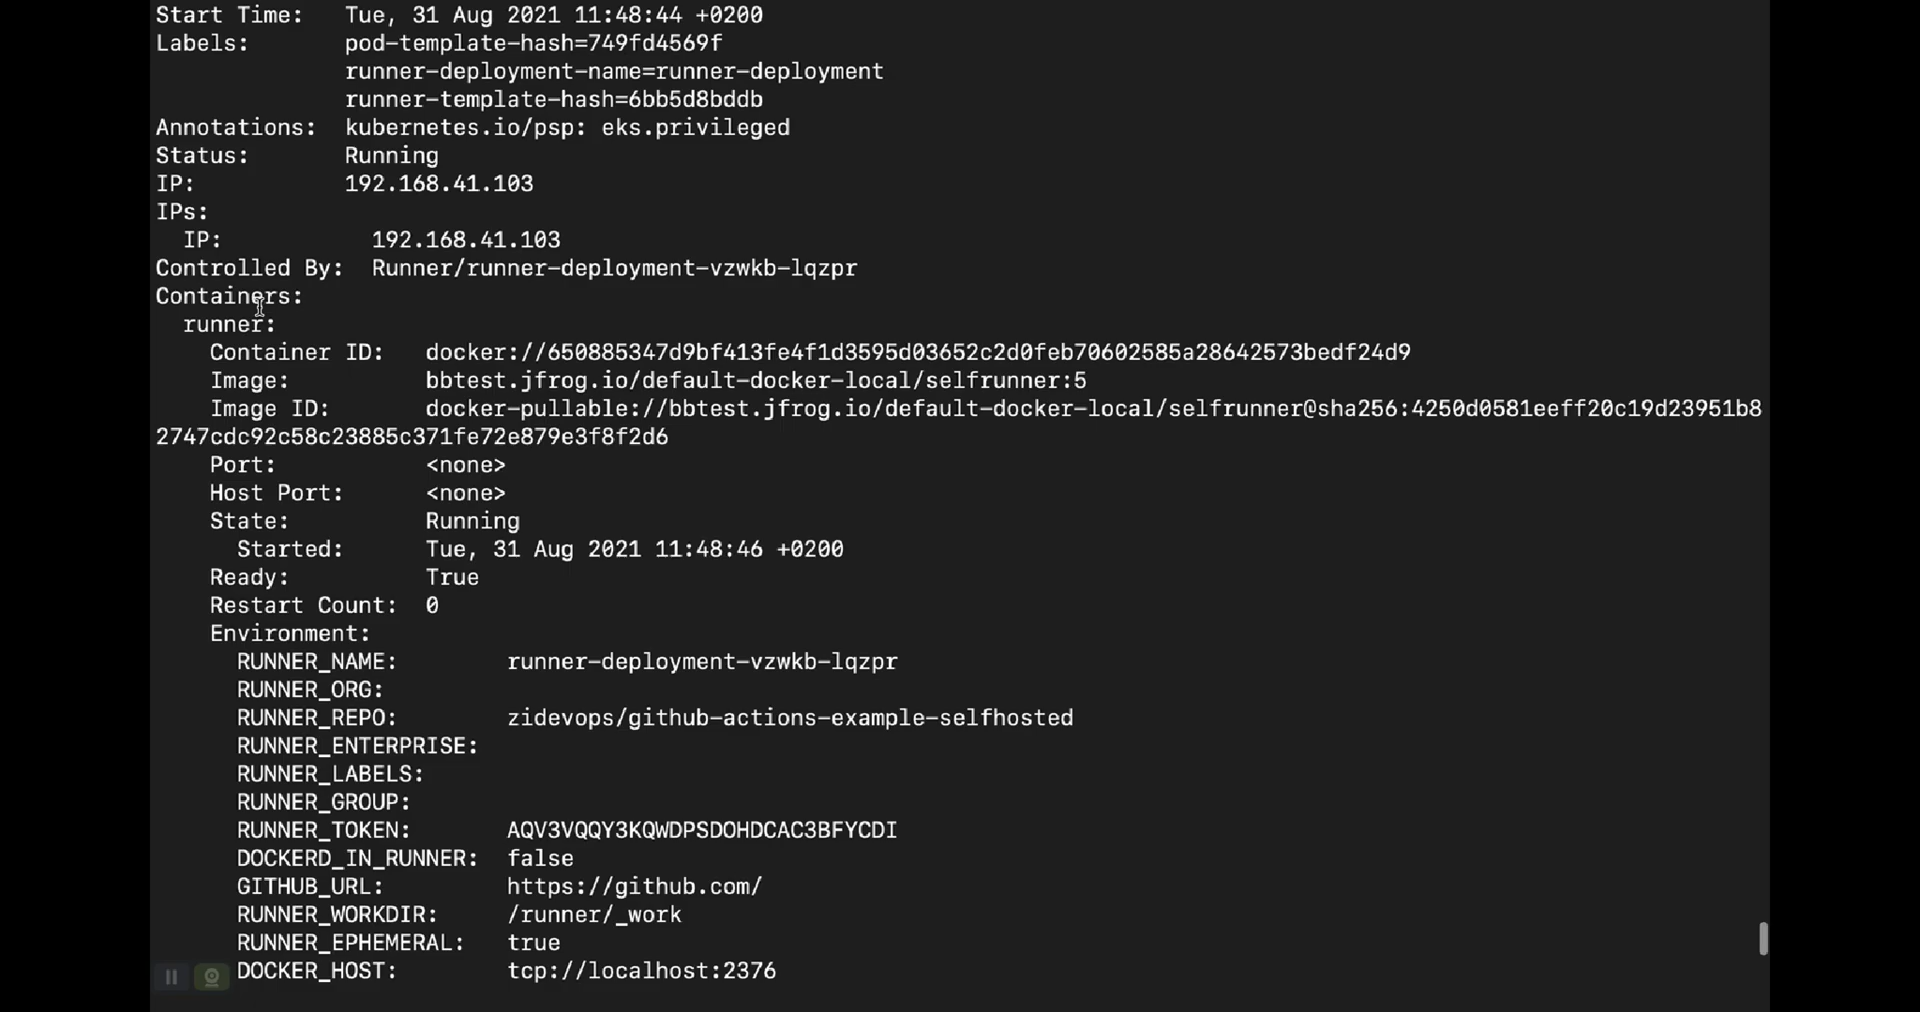 Start Time:   Tue, 31 Aug 2021 11:48:44 +0200
Labels:       pod-template-hash=749fd4569f
              runner-deployment-name=runner-deployment
              runner-template-hash=6bb5d8bddb
Annotations:  kubernetes.io/psp: eks.privileged
Status:       Running
IP:           192.168.41.103
IPs:
  IP:           192.168.41.103
Controlled By:  Runner/runner-deployment-vzwkb-lqzpr
Containers:
  runner:
    Container ID:   docker://650885347d9bf413fe4f1d3595d03652c2d0feb70602585a28642573bedf24d9
    Image:          bbtest.jfrog.io/default-docker-local/selfrunner:5
    Image ID:       docker-pullable://bbtest.jfrog.io/default-docker-local/selfrunner@sha256:4250d0581eeff20c19d23951b8
2747cdc92c58c23885c371fe72e879e3f8f2d6
    Port:           <none>
    Host Port:      <none>
    State:          Running
      Started:      Tue, 31 Aug 2021 11:48:46 +0200
    Ready:          True
    Restart Count:  0
    Environment:
      RUNNER_NAME:        runner-deployment-vzwkb-lqzpr
      RUNNER_ORG:
      RUNNER_REPO:        zidevops/github-actions-example-selfhosted
      RUNNER_ENTERPRISE:
      RUNNER_LABELS:
      RUNNER_GROUP:
      RUNNER_TOKEN:       AQV3VQQY3KQWDPSDOHDCAC3BFYCDI
      DOCKERD_IN_RUNNER:  false
      GITHUB_URL:         https://github.com/
      RUNNER_WORKDIR:     /runner/_work
      RUNNER_EPHEMERAL:   true
      DOCKER_HOST:        tcp://localhost:2376